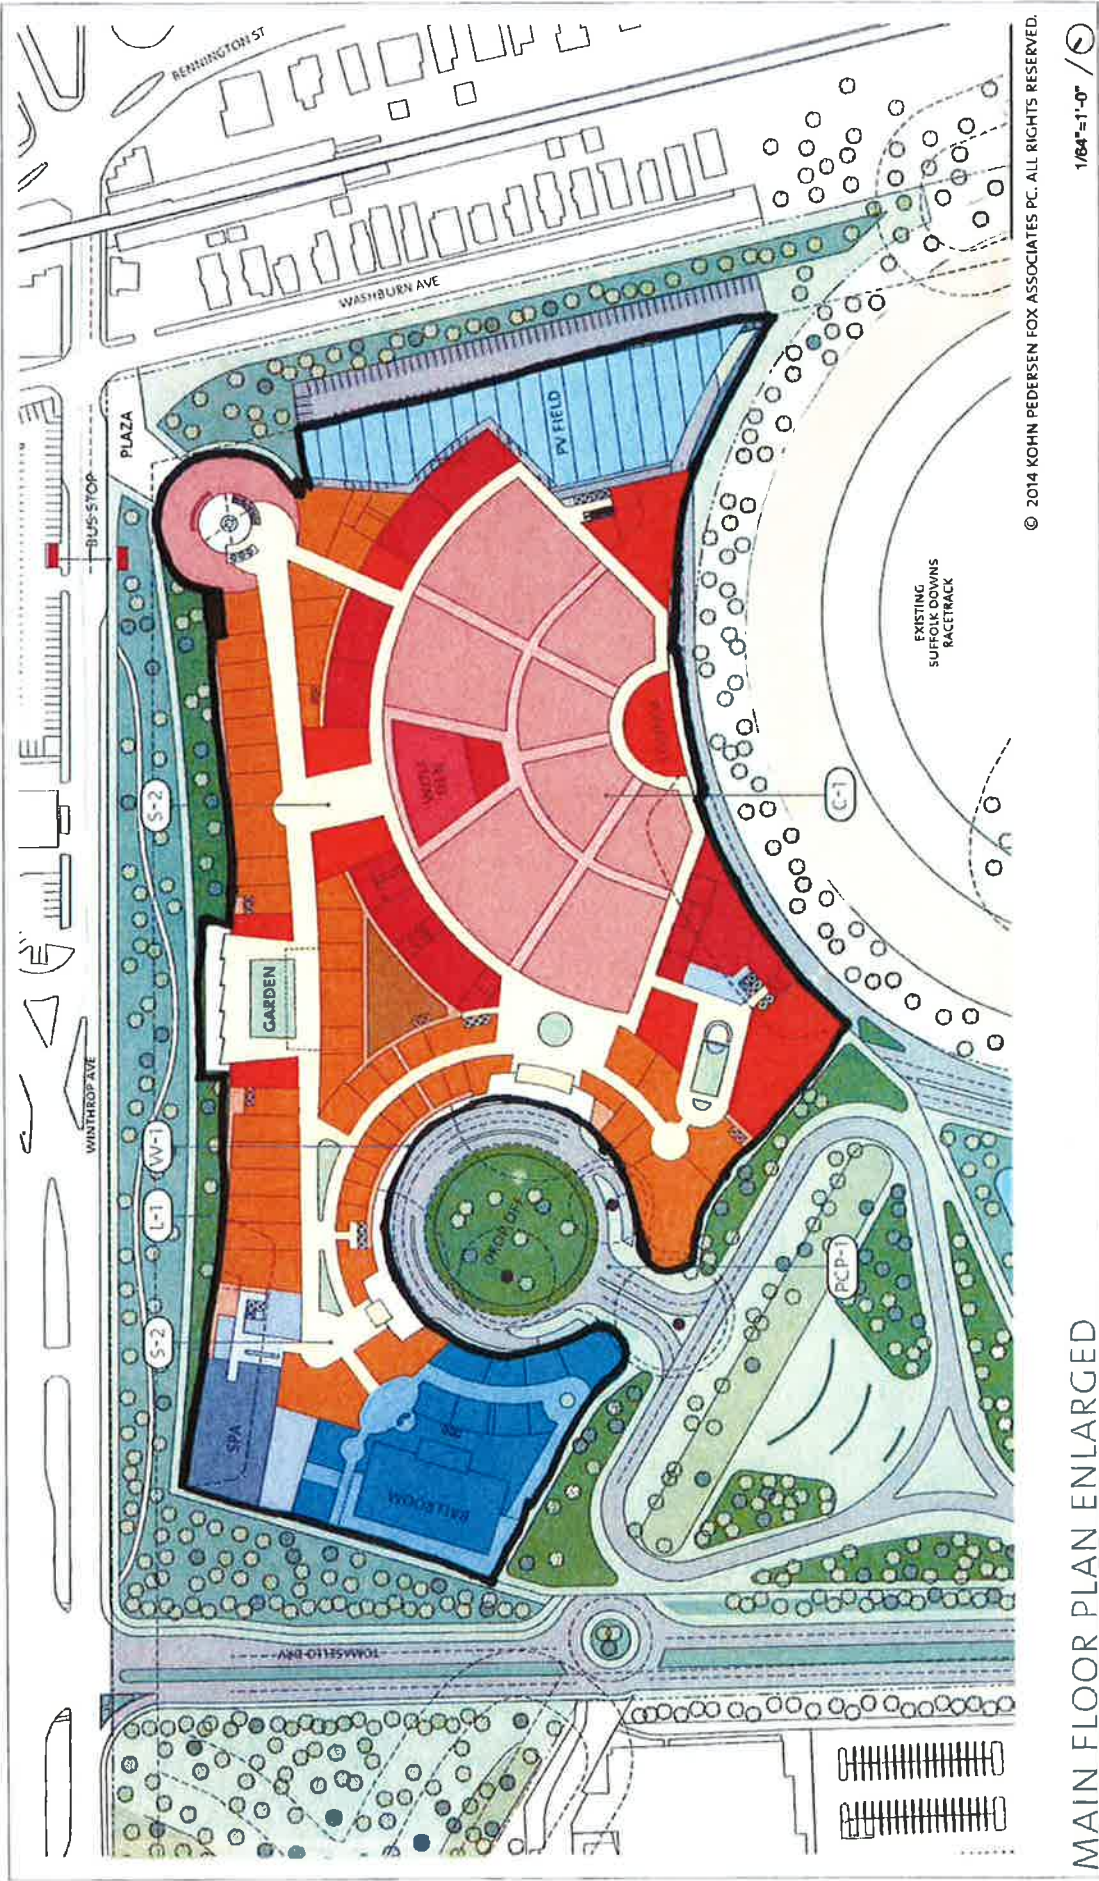 BENNINGTON ST
WASHBURN AVE
PLAZA
BUS STOP
WINTHROP AVE
PV FIELD
EXISTING
SUFFOLK DOWNS
RACETRACK
S-2
C-1
GARDEN
W-1
L-1
DROP OFF
PCP-1
S-2
SPA
BOH
BALLROOM
TOMASELLO DRV
MAIN FLOOR PLAN ENLARGED
© 2014 KOHN PEDERSEN FOX ASSOCIATES PC. ALL RIGHTS RESERVED.
1/64"=1'-0"